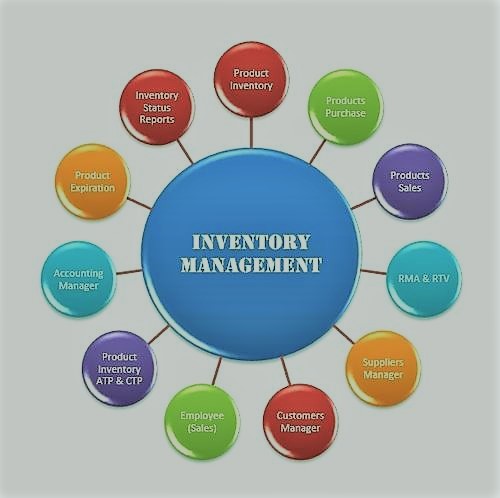 Product
Inventory
Products
Purchase
Products
Sales
RMA & RTV
Suppliers
Manager
Customers
Manager
Employee
(Sales)
Product
Inventory
ATP & CTP
Accounting
Manager
Product
Expiration
Inventory
Status
Reports
INVENTORY
MANAGEMENT